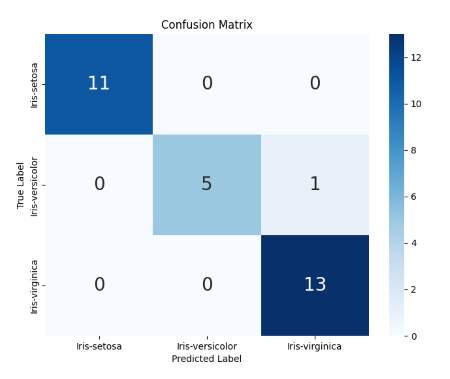 Confusion Matrix
True Label
Iris-setosa
Iris-versicolor
Iris-virginica
11 0 0
0 5 1
0 0 13
Iris-setosa Iris-versicolor Iris-virginica
Predicted Label
12
10
8
6
4
2
0